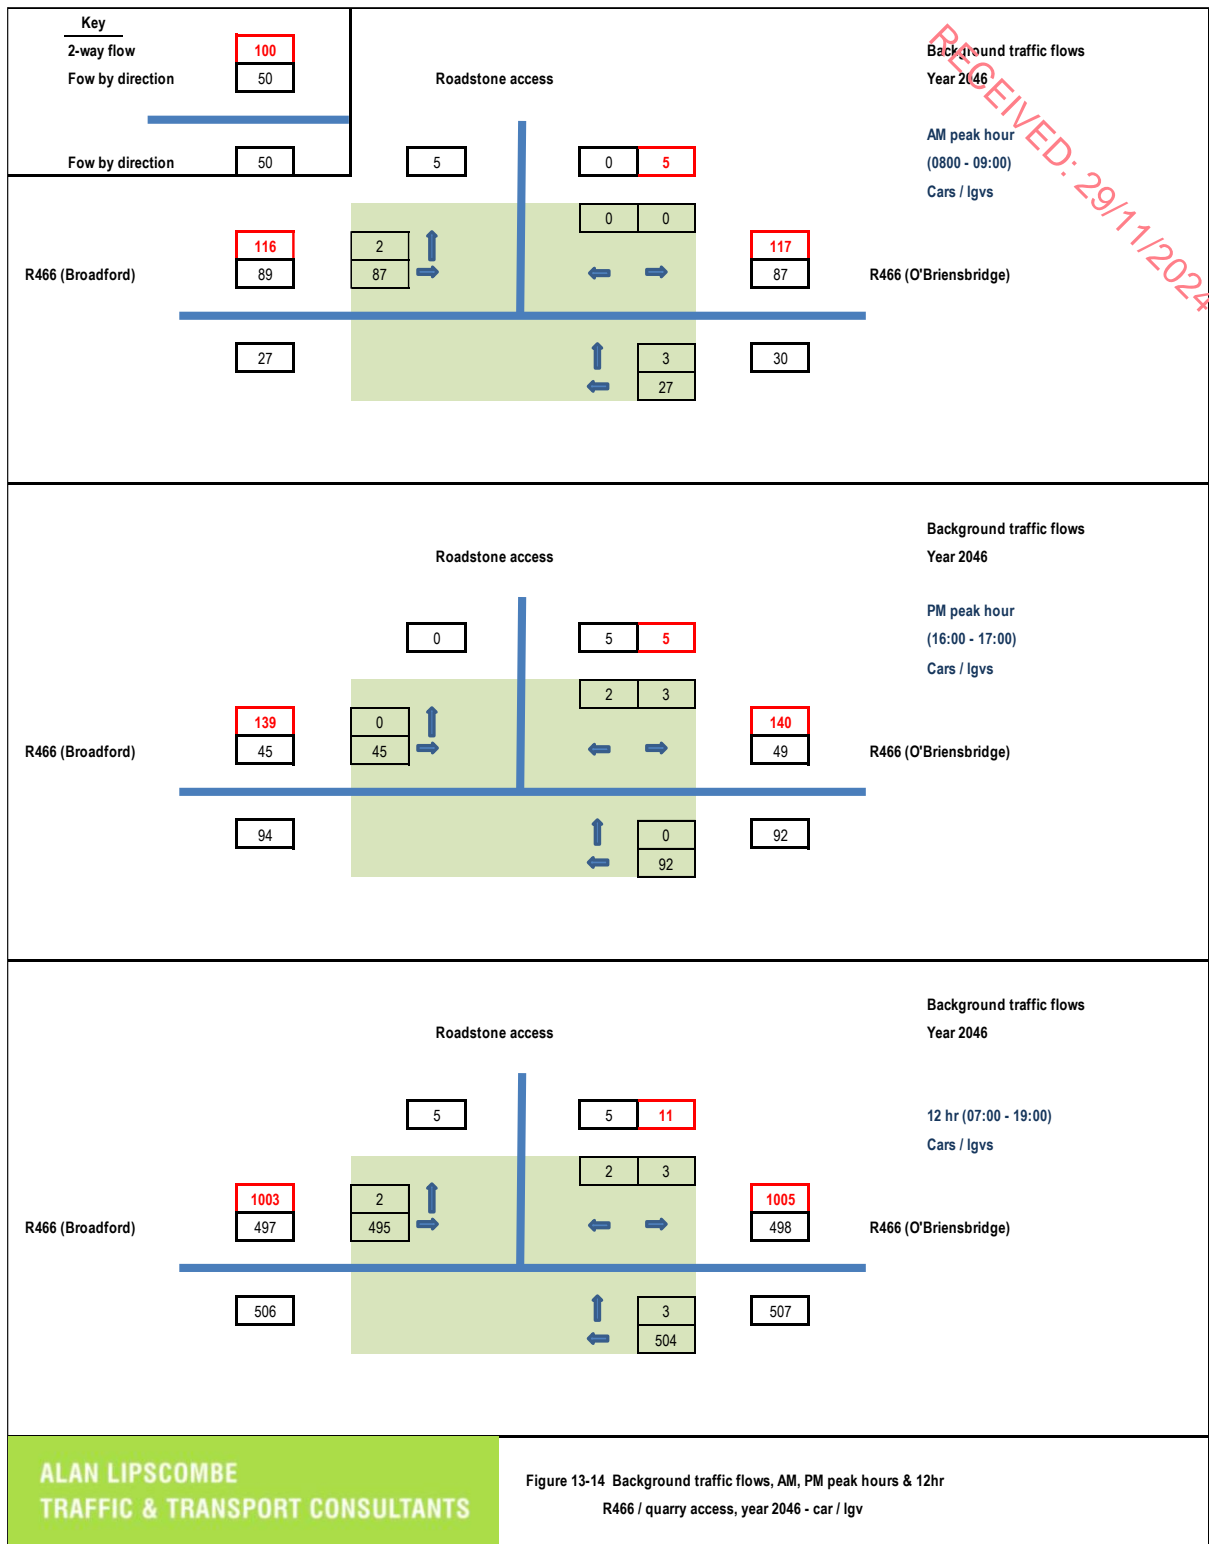 Key
2-way flow 100
Fow by direction 50
Fow by direction 50
Roadstone access
Background traffic flows
Year 2046
AM peak hour
(0800 - 09:00)
Cars / lgvs
RECEIVED: 29/11/2024
5 0 5
0 0
116 2 117
R466 (Broadford) 89 87 87 R466 (O'Briensbridge)
27 3 30
27
Background traffic flows
Roadstone access Year 2046
PM peak hour
0 5 5 (16:00 - 17:00)
Cars / lgvs
2 3
139 0 140
R466 (Broadford) 45 45 49 R466 (O'Briensbridge)
94 0 92
92
Background traffic flows
Roadstone access Year 2046
5 5 11 12 hr (07:00 - 19:00)
Cars / lgvs
2 3
1003 2 1005
R466 (Broadford) 497 495 498 R466 (O'Briensbridge)
506 3 507
504
ALAN LIPSCOMBE
TRAFFIC & TRANSPORT CONSULTANTS
Figure 13-14 Background traffic flows, AM, PM peak hours & 12hr
R466 / quarry access, year 2046 - car / lgv